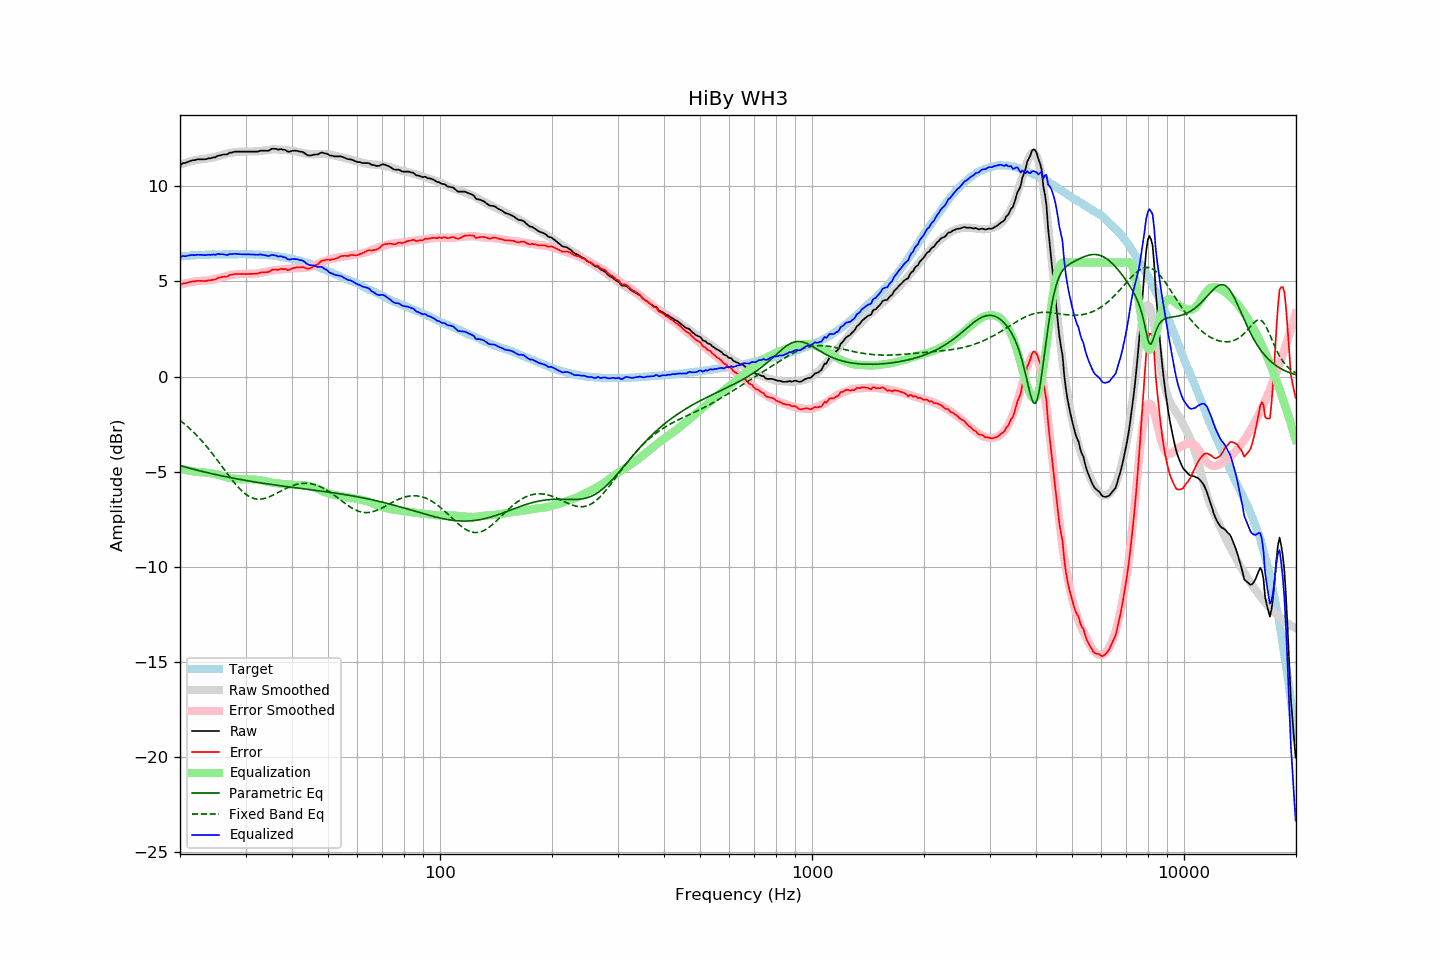 HiBy WH3
Amplitude (dBr)
10
5
0
−5
−10
−15
−20
−25
Target
Raw Smoothed
Error Smoothed
Raw
Error
Equalization
Parametric Eq
Fixed Band Eq
Equalized
100
1000
10000
Frequency (Hz)